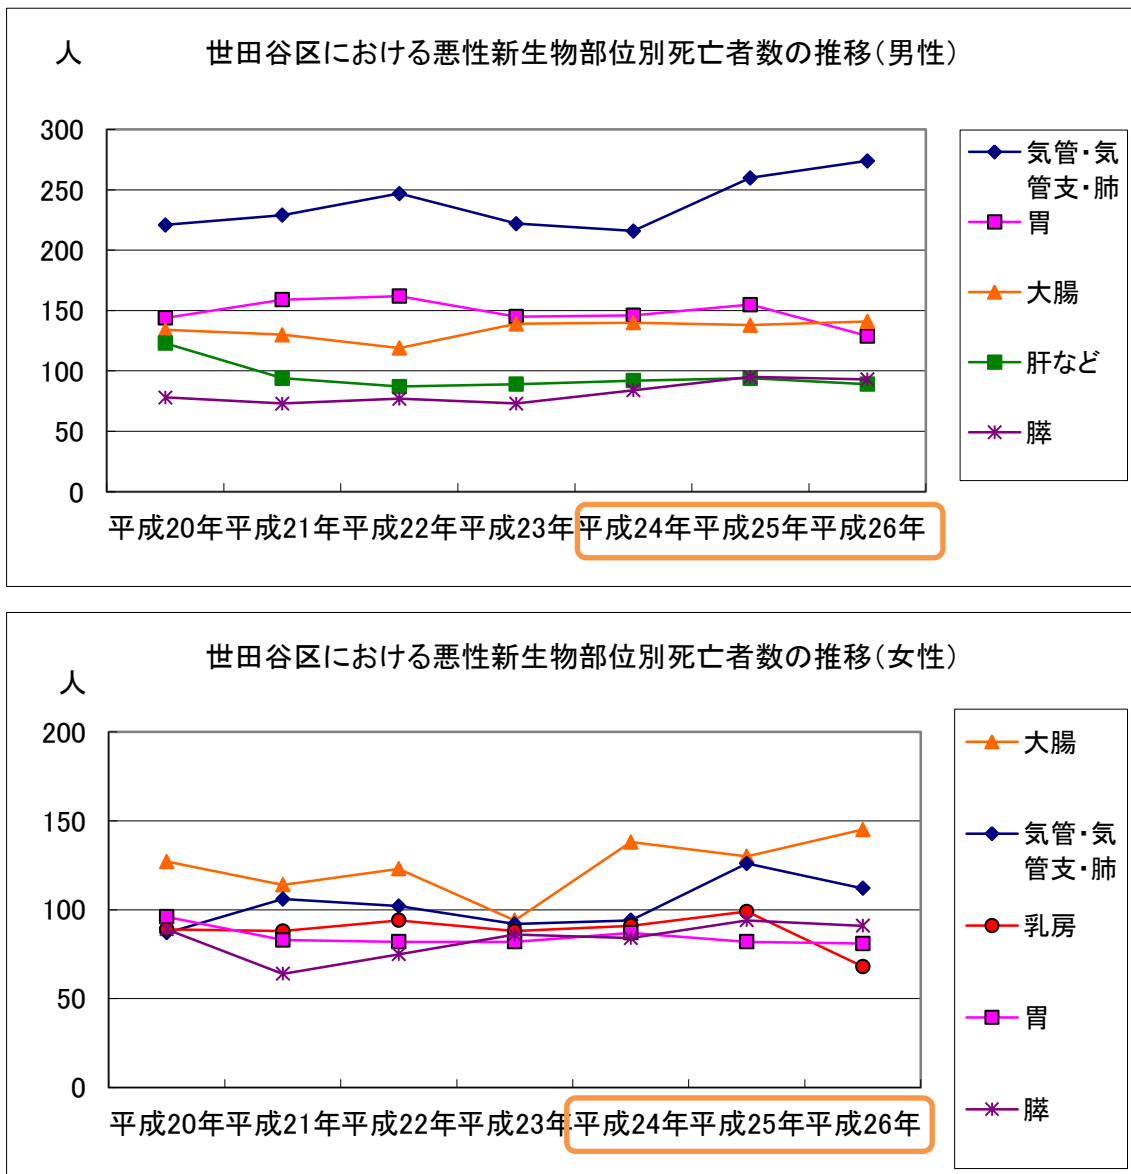 人
世田谷区における悪性新生物部位別死亡者数の推移(男性)
300
250
200
150
100
50
0
平成20年平成21年平成22年平成23年平成24年平成25年平成26年
気管・気
管支・肺
胃
大腸
肝など
膵
世田谷区における悪性新生物部位別死亡者数の推移(女性)
人
200
150
100
50
0
平成20年平成21年平成22年平成23年平成24年平成25年平成26年
大腸
気管・気
管支・肺
乳房
胃
膵